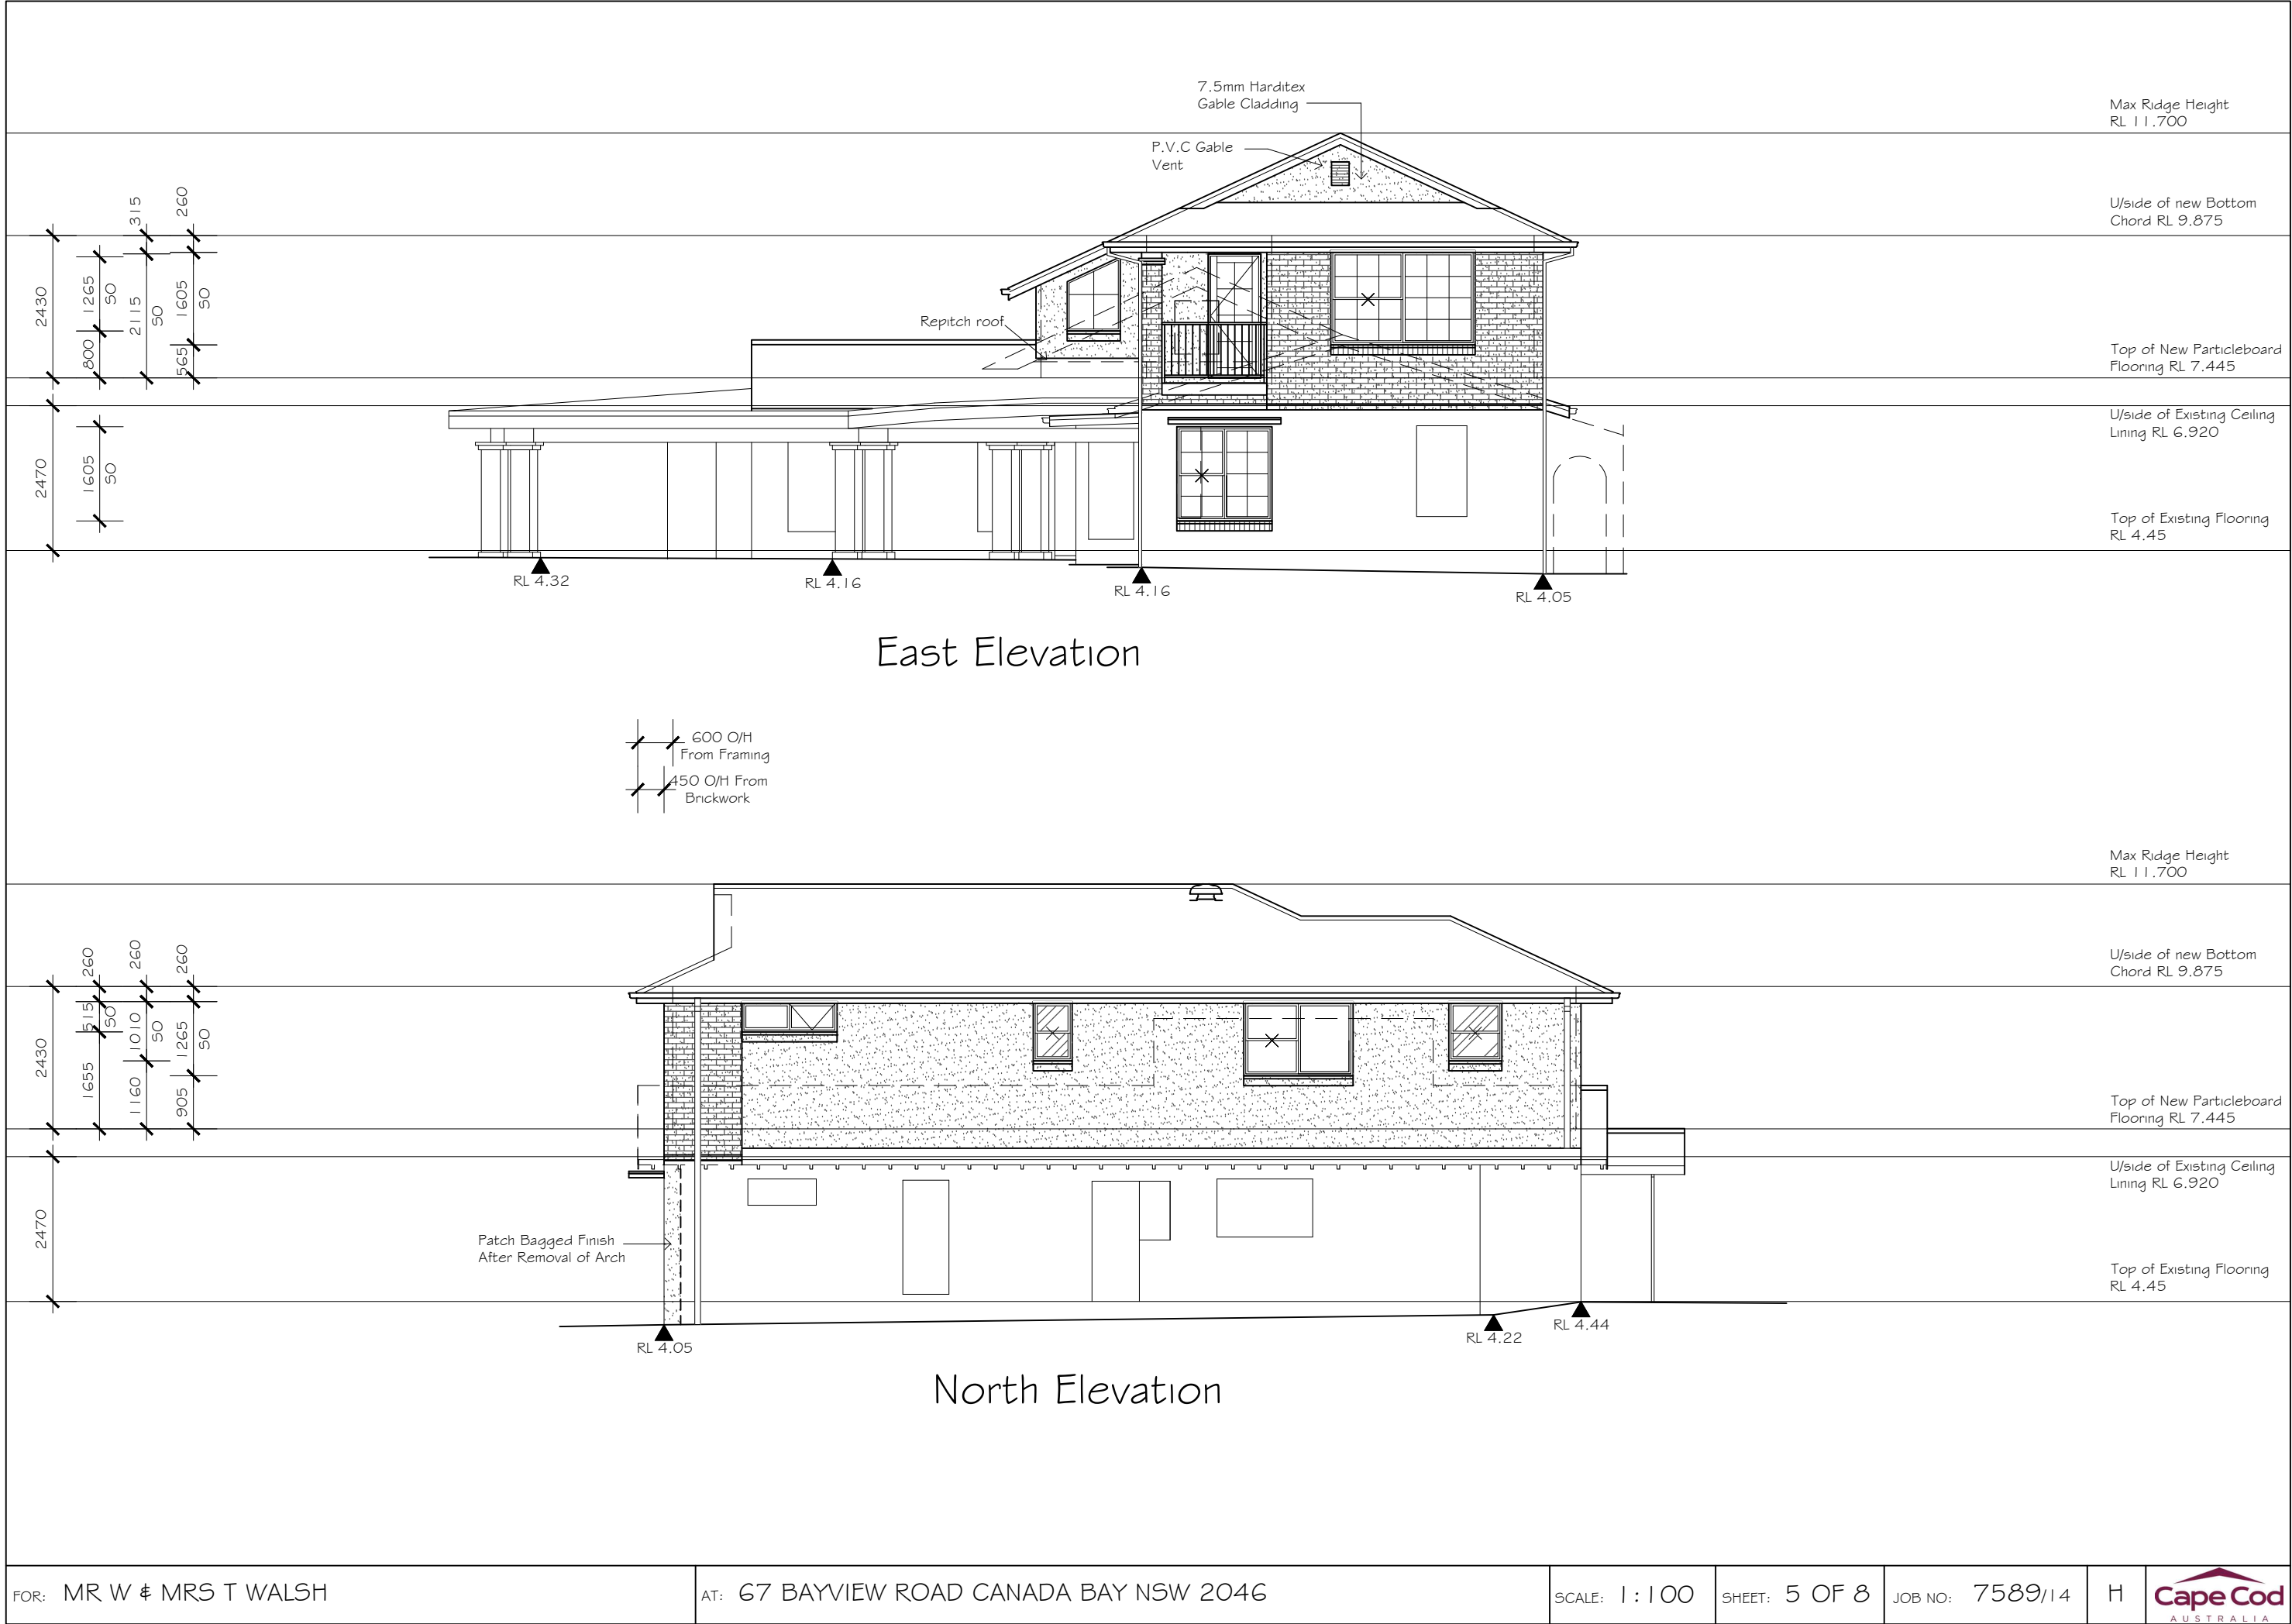 7.5mm Harditex
Gable Cladding
P.V.C Gable
Vent
Max Ridge Height
RL 11.700
U/side of new Bottom
Chord RL 9.875
Top of New Particleboard
Flooring RL 7.445
U/side of Existing Ceiling
Lining RL 6.920
Top of Existing Flooring
RL 4.45
2430
800
1265
SO
2115
SO
315
565
1605
SO
260
2470
1605
SO
Repitch roof
RL 4.32
RL 4.16
RL 4.16
RL 4.05
East Elevation
600 O/H
From Framing
450 O/H From
Brickwork
Max Ridge Height
RL 11.700
U/side of new Bottom
Chord RL 9.875
Top of New Particleboard
Flooring RL 7.445
U/side of Existing Ceiling
Lining RL 6.920
Top of Existing Flooring
RL 4.45
2430
1655
515
SO
260
1160
1010
SO
260
905
1265
SO
260
2470
Patch Bagged Finish
After Removal of Arch
RL 4.05
RL 4.22
RL 4.44
North Elevation
FOR: MR W & MRS T WALSH
AT: 67 BAYVIEW ROAD CANADA BAY NSW 2046
SCALE: 1:100
SHEET: 5 OF 8
JOB NO: 7589/14
H
Cape Cod
AUSTRALIA